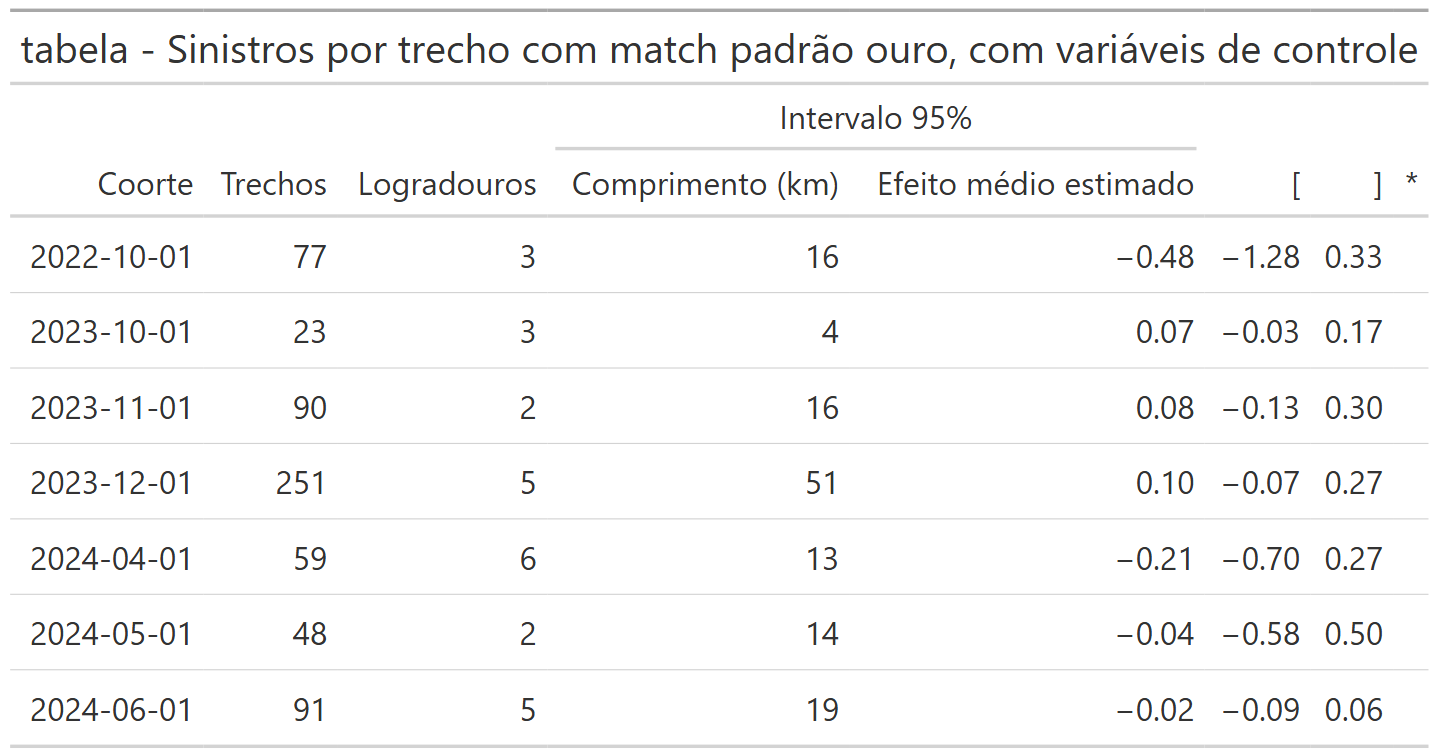 tabela - Sinistros por trecho com match padrão ouro, com variáveis de controle
Intervalo 95%
Coorte Trechos Logradouros Comprimento (km) Efeito médio estimado [ ] *
2022-10-01 77 3 16 −0.48 −1.28 0.33
2023-10-01 23 3 4 0.07 −0.03 0.17
2023-11-01 90 2 16 0.08 −0.13 0.30
2023-12-01 251 5 51 0.10 −0.07 0.27
2024-04-01 59 6 13 −0.21 −0.70 0.27
2024-05-01 48 2 14 −0.04 −0.58 0.50
2024-06-01 91 5 19 −0.02 −0.09 0.06